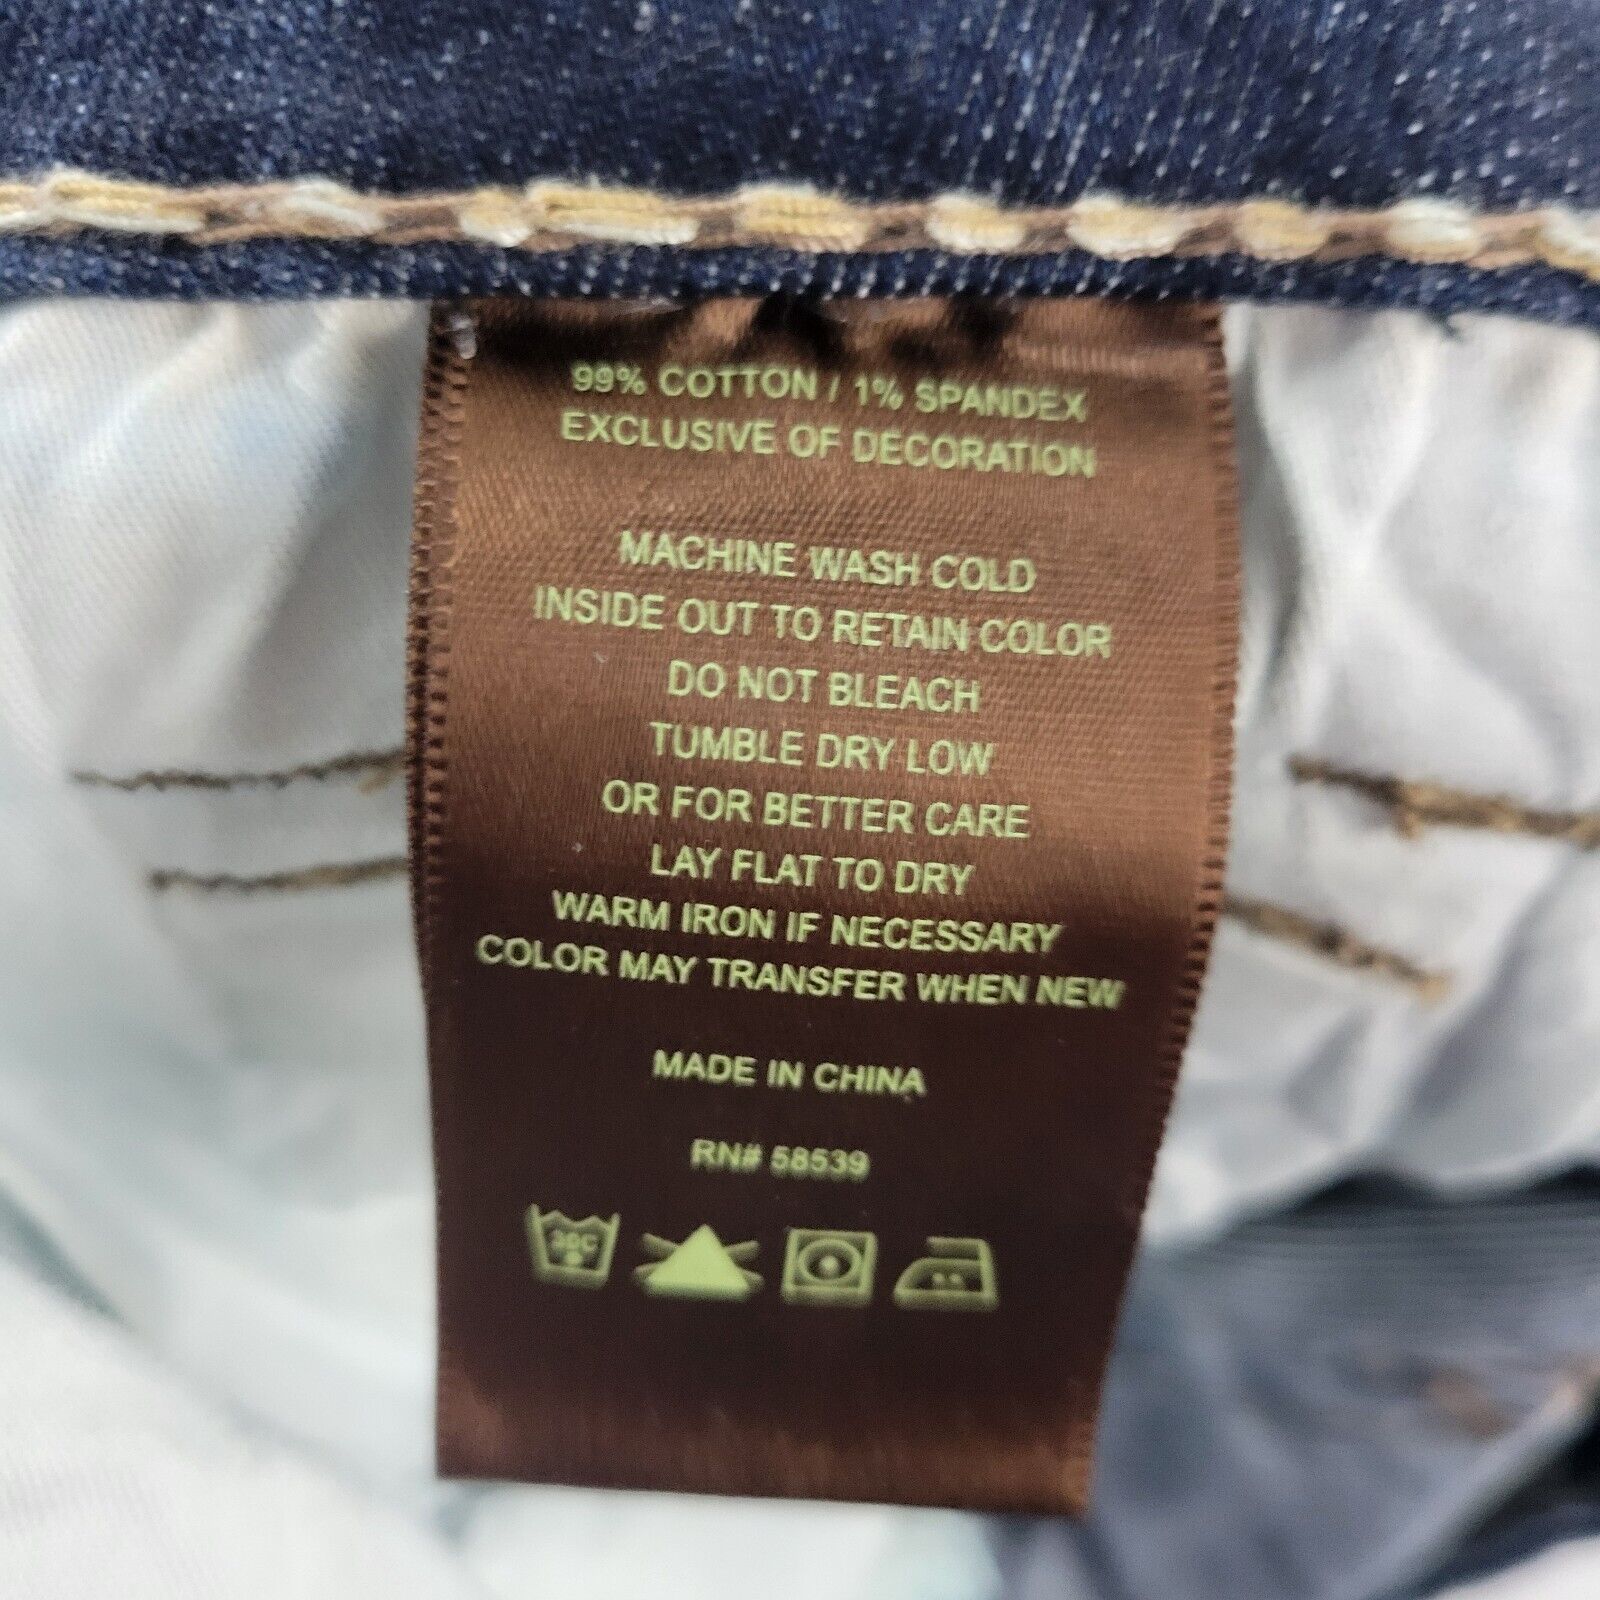 99% COTTON / 1% SPANDEX
EXCLUSIVE OF DECORATION
MACHINE WASH COLD
INSIDE OUT TO RETAIN COLOR
DO NOT BLEACH
TUMBLE DRY LOW
OR FOR BETTER CARE
LAY FLAT TO DRY
WARM IRON IF NECESSARY
COLOR MAY TRANSFER WHEN NEW
MADE IN CHINA
RN# 58539
30C